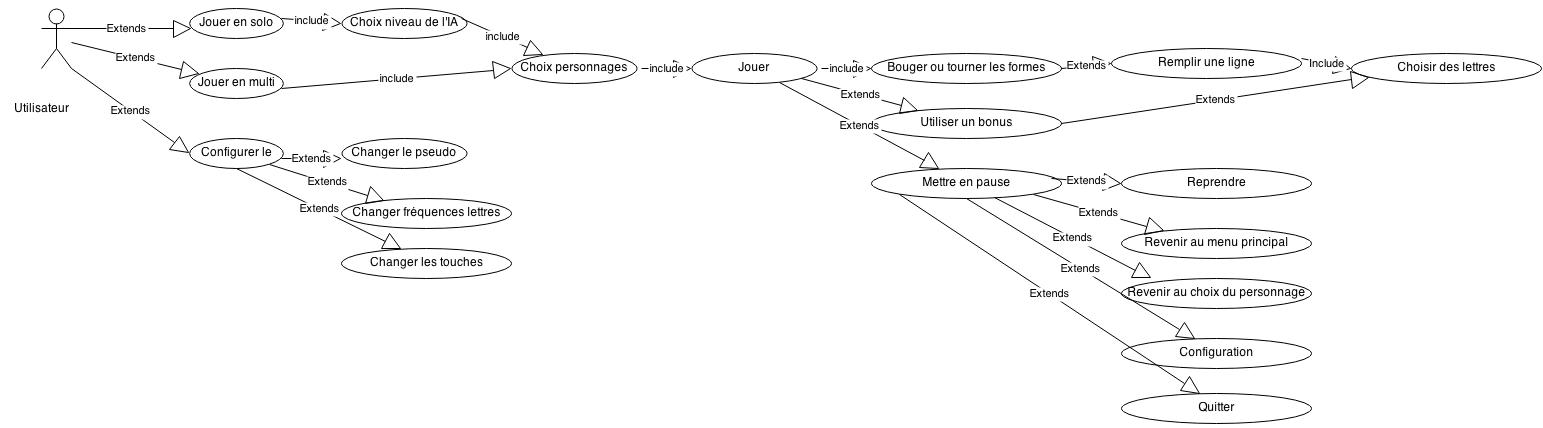 Extends
Jouer en solo
include
Choix niveau de l'IA
include
Extends
Jouer en multi
include
Choix personnages
include
Jouer
include
Bouger ou tourner les formes
Extends
Remplir une ligne
Include
Choisir des lettres
Extends
Utiliser un bonus
Extends
Utilisateur
Extends
Configurer le
Extends
Changer le pseudo
Extends
Changer fréquences lettres
Extends
Changer les touches
Extends
Mettre en pause
Extends
Reprendre
Extends
Revenir au menu principal
Extends
Revenir au choix du personnage
Extends
Configuration
Extends
Quitter